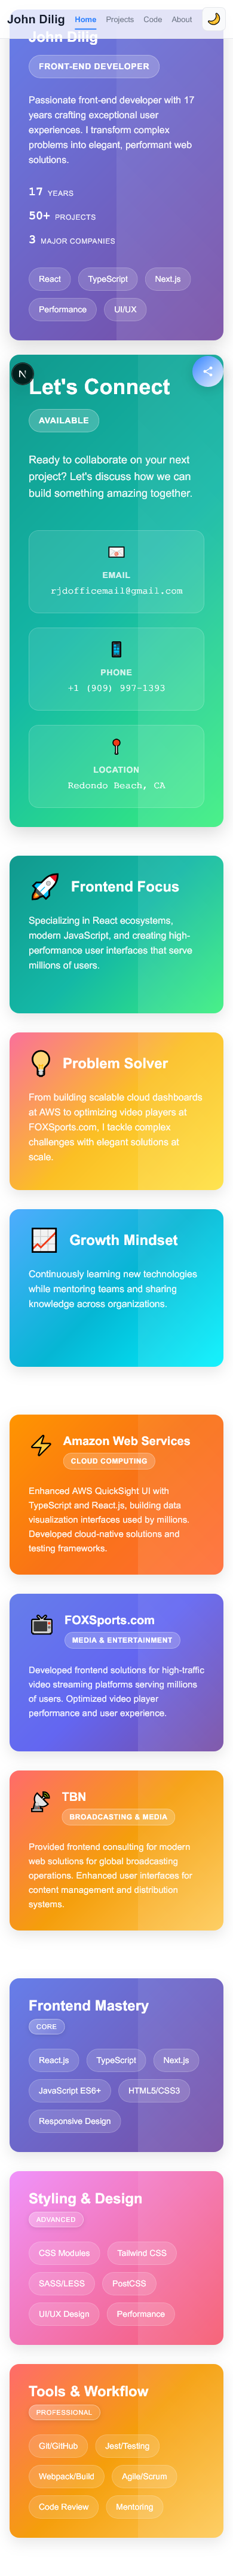 John Dilig Home Projects Code About
John Dilig
FRONT-END DEVELOPER
Passionate front-end developer with 17
years crafting exceptional user
experiences. I transform complex
problems into elegant, performant web
solutions.
17 YEARS
50+ PROJECTS
3 MAJOR COMPANIES
React TypeScript Next.js
Performance UI/UX
N
Let's Connect
AVAILABLE
Ready to collaborate on your next
project? Let's discuss how we can
build something amazing together.
EMAIL
rjdofficemail@gmail.com
PHONE
+1 (909) 997-1393
LOCATION
Redondo Beach, CA
Frontend Focus
Specializing in React ecosystems,
modern JavaScript, and creating high-
performance user interfaces that serve
millions of users.
Problem Solver
From building scalable cloud dashboards
at AWS to optimizing video players at
FOXSports.com, I tackle complex
challenges with elegant solutions at
scale.
Growth Mindset
Continuously learning new technologies
while mentoring teams and sharing
knowledge across organizations.
Amazon Web Services
CLOUD COMPUTING
Enhanced AWS QuickSight UI with
TypeScript and React.js, building data
visualization interfaces used by millions.
Developed cloud-native solutions and
testing frameworks.
FOXSports.com
MEDIA & ENTERTAINMENT
Developed frontend solutions for high-traffic
video streaming platforms serving millions
of users. Optimized video player
performance and user experience.
TBN
BROADCASTING & MEDIA
Provided frontend consulting for modern
web solutions for global broadcasting
operations. Enhanced user interfaces for
content management and distribution
systems.
Frontend Mastery
CORE
React.js TypeScript Next.js
JavaScript ES6+ HTML5/CSS3
Responsive Design
Styling & Design
ADVANCED
CSS Modules Tailwind CSS
SASS/LESS PostCSS
UI/UX Design Performance
Tools & Workflow
PROFESSIONAL
Git/GitHub Jest/Testing
Webpack/Build Agile/Scrum
Code Review Mentoring